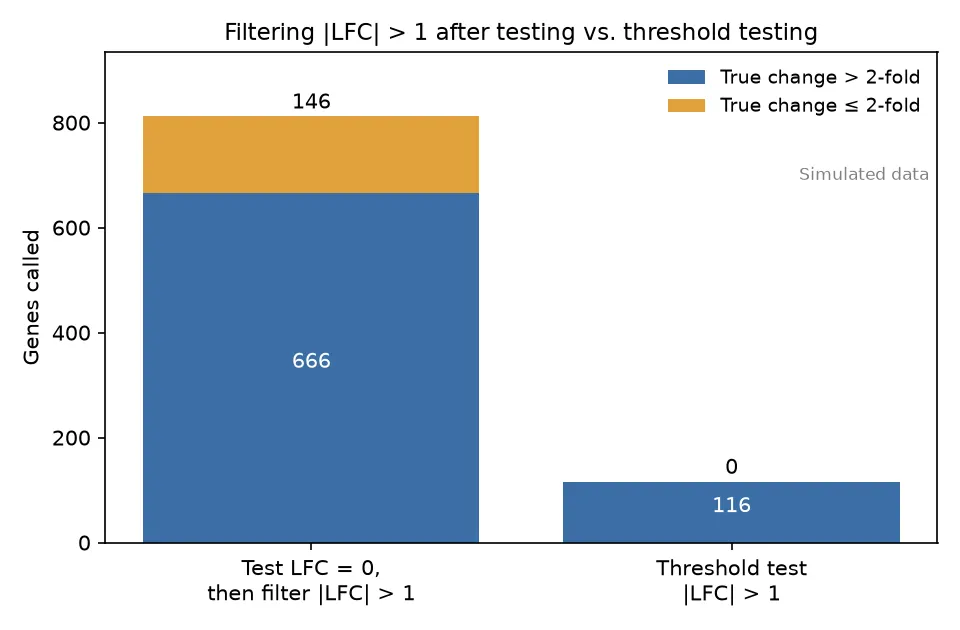 Filtering |LFC| > 1 after testing vs. threshold testing
True change > 2-fold
True change ≤ 2-fold
Simulated data
Genes called
800
600
400
200
0
146
666
0
116
Test LFC = 0,
then filter |LFC| > 1
Threshold test
|LFC| > 1